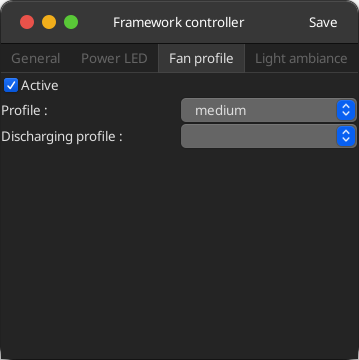 Framework controller Save
General Power LED Fan profile Light ambiance
Active
Profile : medium
Discharging profile :